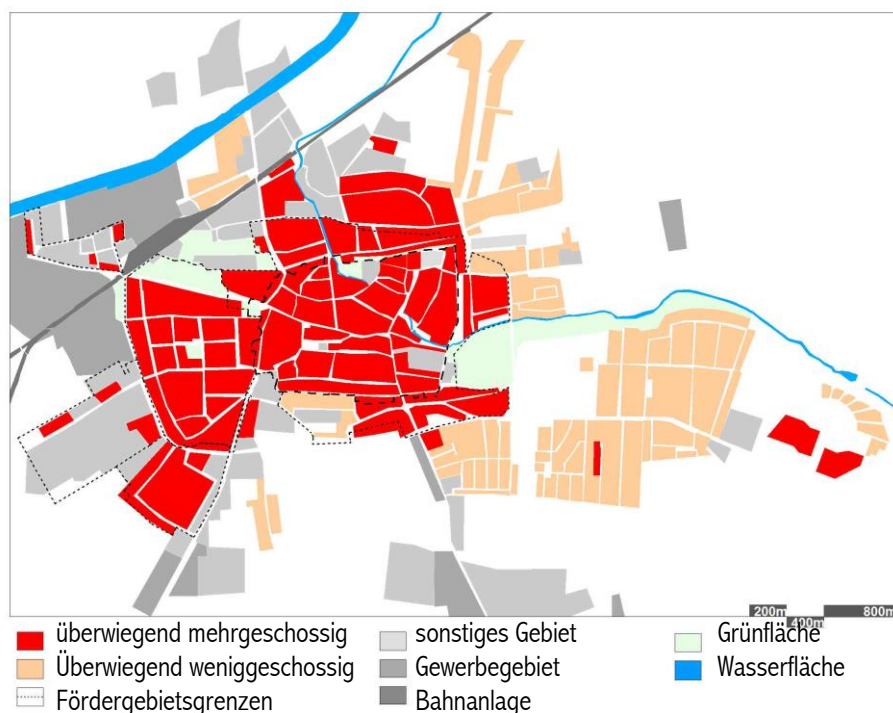 200m 800m
400m
überwiegend mehrgeschossig
Überwiegend weniggeschossig
Fördergebietsgrenzen
sonstiges Gebiet
Gewerbegebiet
Bahnanlage
Grünfläche
Wasserfläche